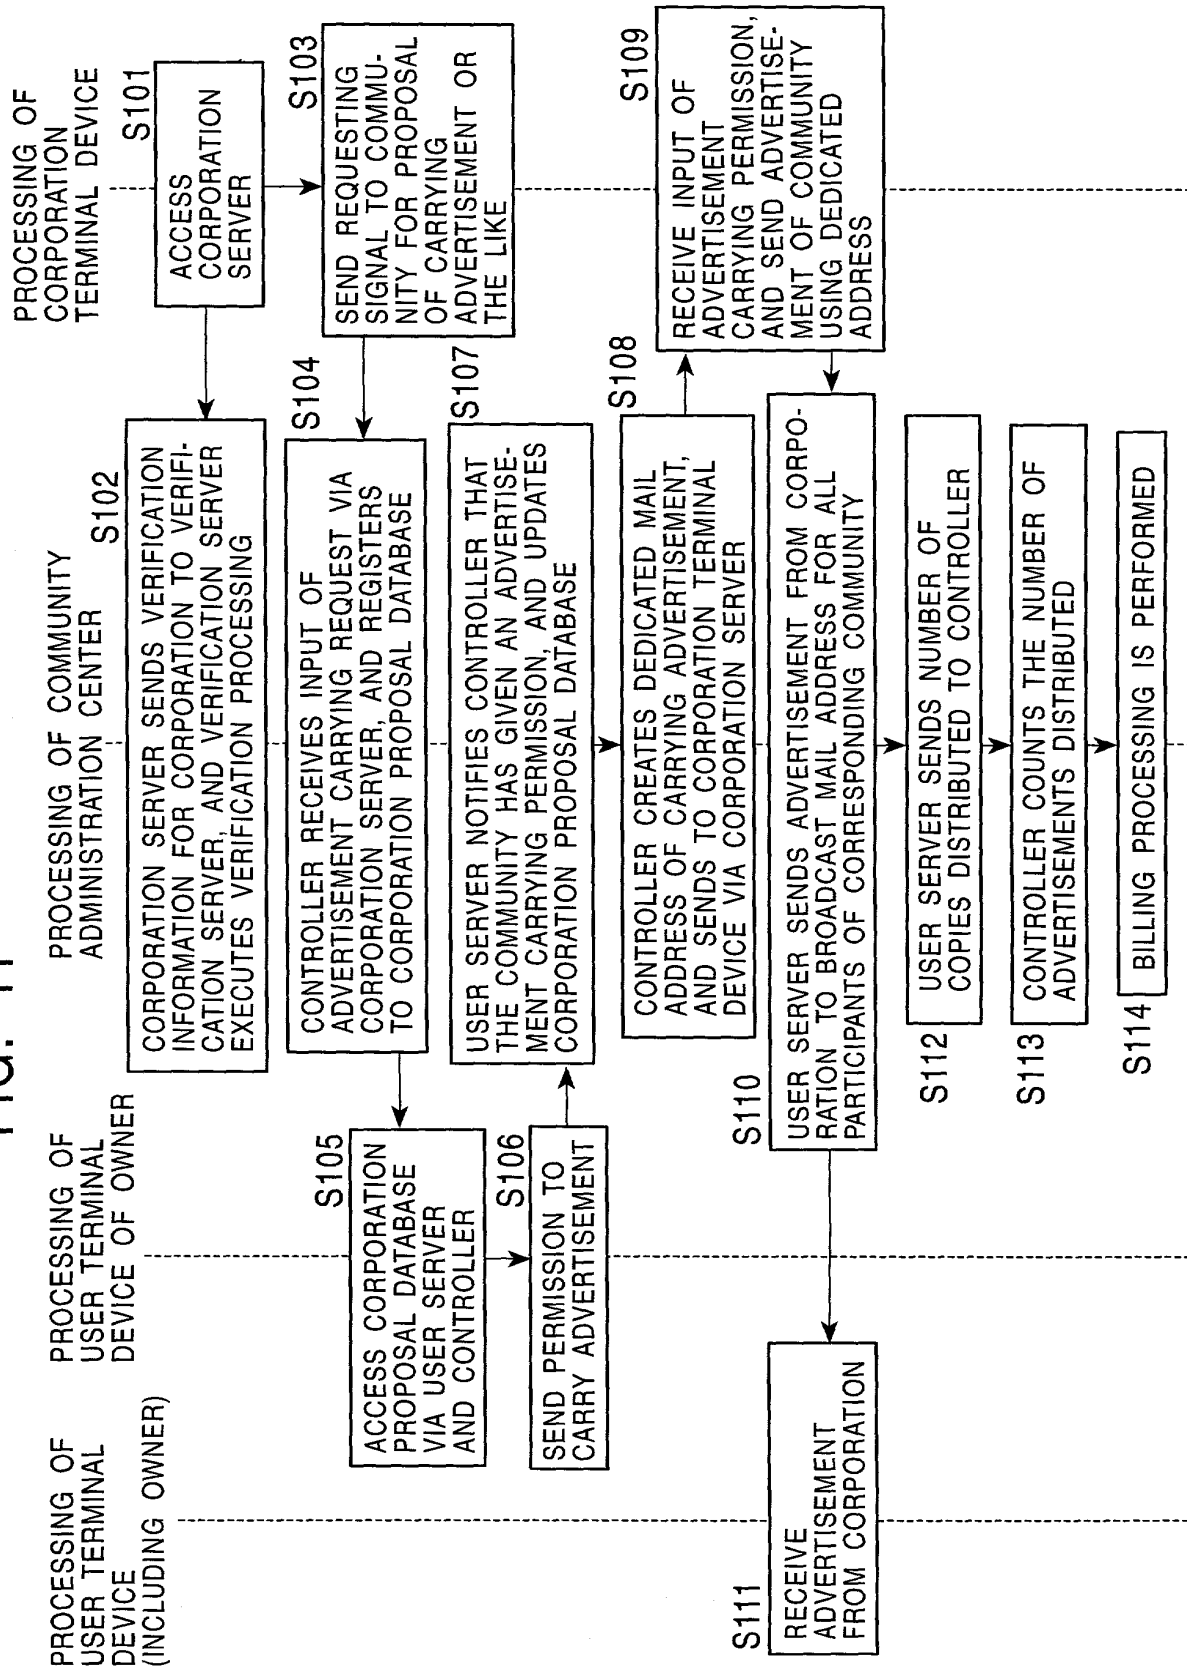 PROCESSING OF
USER TERMINAL
DEVICE
(INCLUDING OWNER)
PROCESSING OF
USER TERMINAL
DEVICE OF OWNER
PROCESSING OF COMMUNITY
ADMINISTRATION CENTER
PROCESSING OF
CORPORATION
TERMINAL DEVICE
S101
ACCESS
CORPORATION
SERVER
S102
CORPORATION SERVER SENDS VERIFICATION
INFORMATION FOR CORPORATION TO VERIFI-
CATION SERVER, AND VERIFICATION SERVER
EXECUTES VERIFICATION PROCESSING
S103
SEND REQUESTING
SIGNAL TO COMMU-
NITY FOR PROPOSAL
OF CARRYING
ADVERTISEMENT OR
THE LIKE
S104
CONTROLLER RECEIVES INPUT OF
ADVERTISEMENT CARRYING REQUEST VIA
CORPORATION SERVER, AND REGISTERS
TO CORPORATION PROPOSAL DATABASE
S105
ACCESS CORPORATION
PROPOSAL DATABASE
VIA USER SERVER
AND CONTROLLER
S106
SEND PERMISSION TO
CARRY ADVERTISEMENT
S107
USER SERVER NOTIFIES CONTROLLER THAT
THE COMMUNITY HAS GIVEN AN ADVERTISE-
MENT CARRYING PERMISSION, AND UPDATES
CORPORATION PROPOSAL DATABASE
S108
CONTROLLER CREATES DEDICATED MAIL
ADDRESS OF CARRYING ADVERTISEMENT,
AND SENDS TO CORPORATION TERMINAL
DEVICE VIA CORPORATION SERVER
S109
RECEIVE INPUT OF
ADVERTISEMENT
CARRYING PERMISSION,
AND SEND ADVERTISE-
MENT OF COMMUNITY
USING DEDICATED
ADDRESS
S110
USER SERVER SENDS ADVERTISEMENT FROM CORPO-
RATION TO BROADCAST MAIL ADDRESS FOR ALL
PARTICIPANTS OF CORRESPONDING COMMUNITY
S111
RECEIVE
ADVERTISEMENT
FROM CORPORATION
S112
USER SERVER SENDS NUMBER OF
COPIES DISTRIBUTED TO CONTROLLER
S113
CONTROLLER COUNTS THE NUMBER OF
ADVERTISEMENTS DISTRIBUTED
S114
BILLING PROCESSING IS PERFORMED